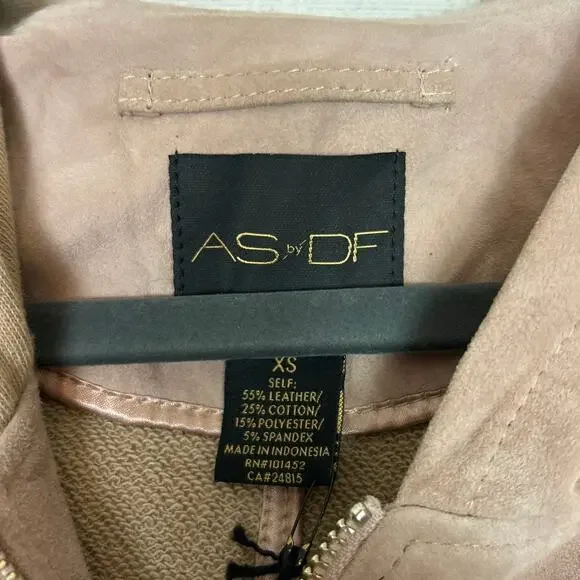 AS by DF
XS
SELF:
55% LEATHER/
25% COTTON/
15% POLYESTER/
5% SPANDEX
MADE IN INDONESIA
RN#101452
CA#24815